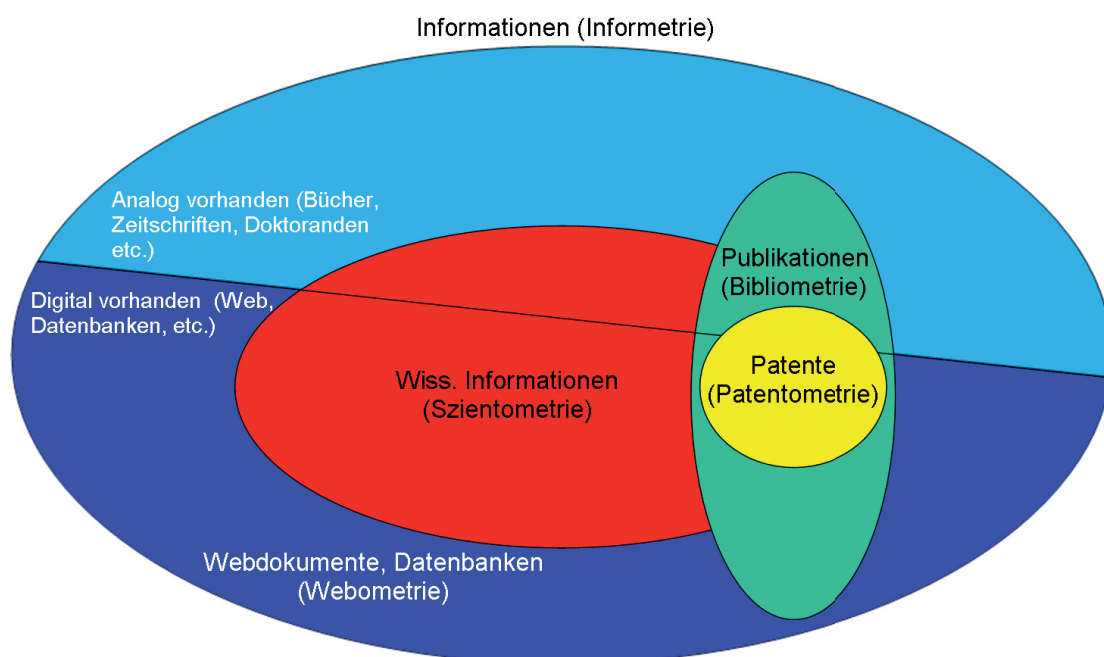 Informationen (Informetrie)
Analog vorhanden (Bücher,
Zeitschriften, Doktoranden
etc.)
Digital vorhanden (Web,
Datenbanken, etc.)
Publikationen
(Bibliometrie)
Wiss. Informationen
(Szientometrie)
Patente
(Patentometrie)
Webdokumente, Datenbanken
(Webometrie)